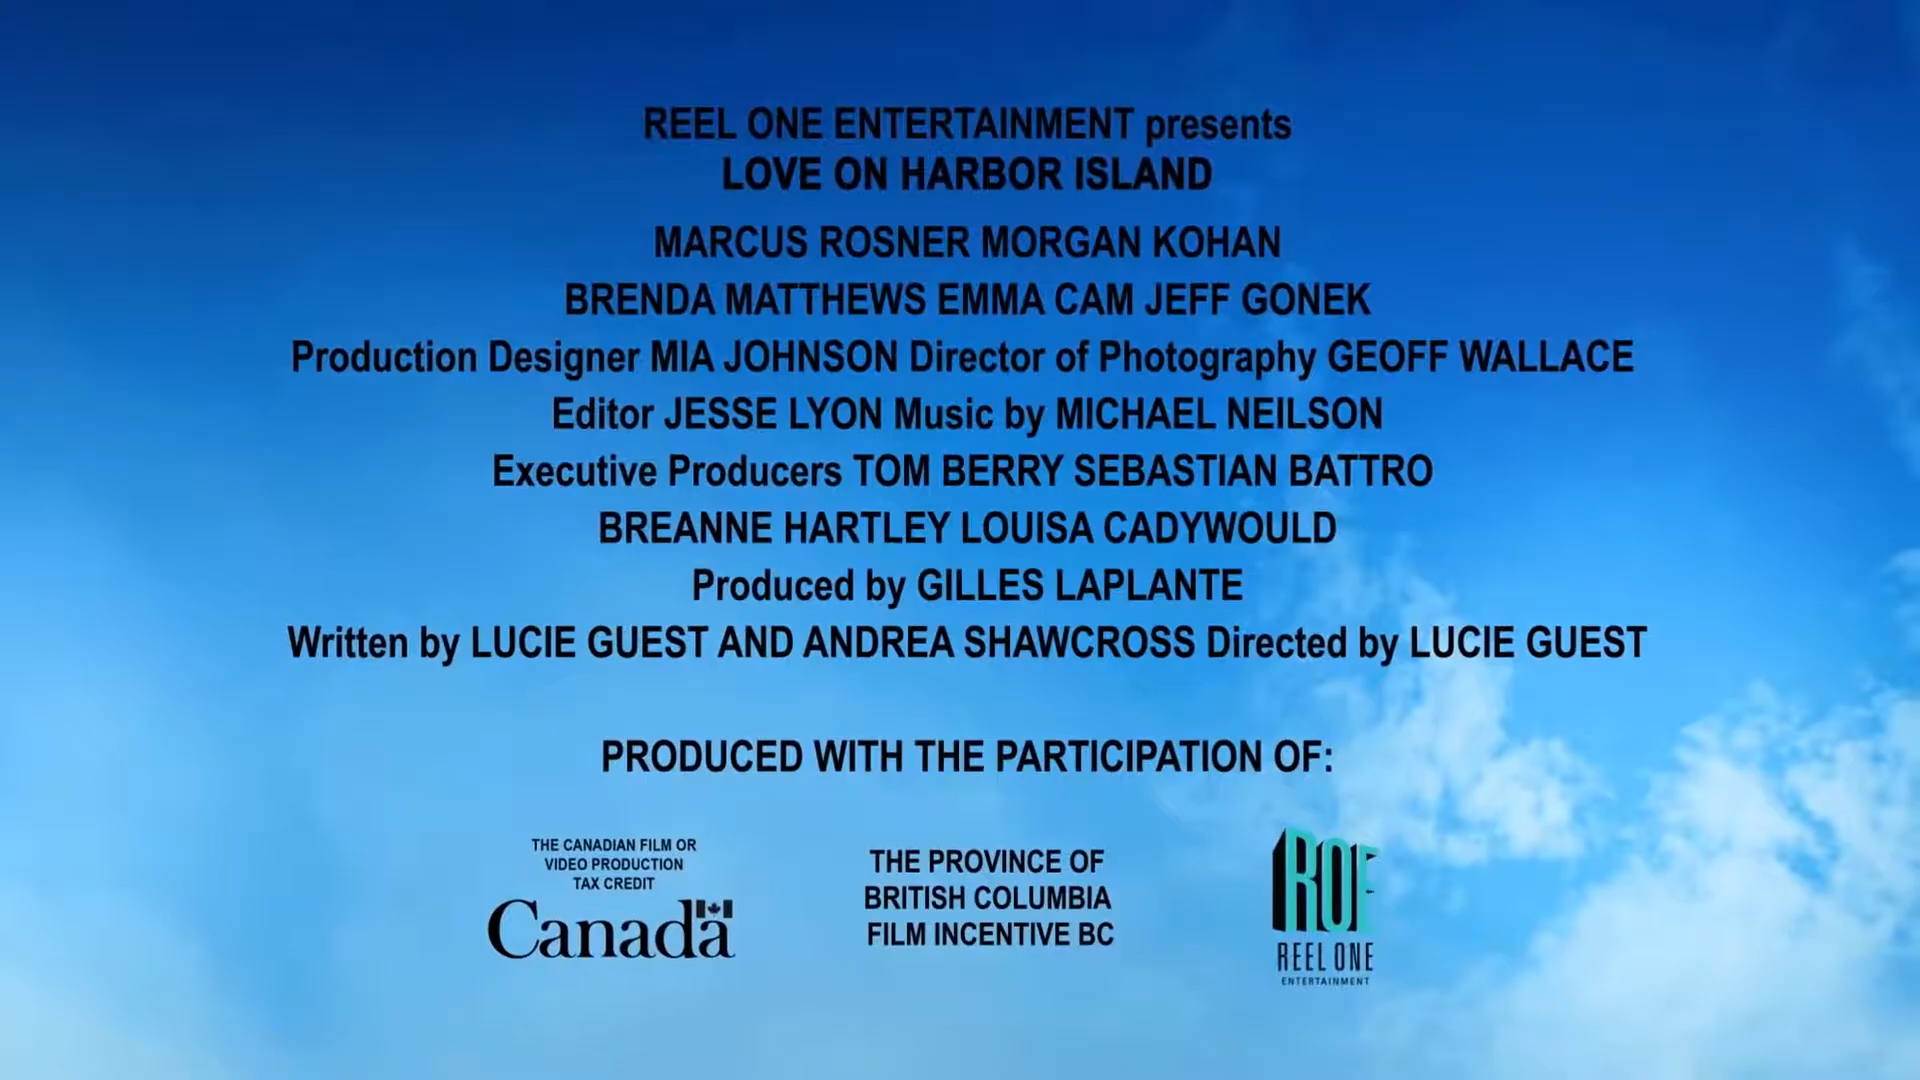 REEL ONE ENTERTAINMENT presents
LOVE ON HARBOR ISLAND
MARCUS ROSNER MORGAN KOHAN
BRENDA MATTHEWS EMMA CAM JEFF GONEK
Production Designer MIA JOHNSON Director of Photography GEOFF WALLACE
Editor JESSE LYON Music by MICHAEL NEILSON
Executive Producers TOM BERRY SEBASTIAN BATTRO
BREANNE HARTLEY LOUISA CADYWOULD
Produced by GILLES LAPLANTE
Written by LUCIE GUEST AND ANDREA SHAWCROSS Directed by LUCIE GUEST
PRODUCED WITH THE PARTICIPATION OF:
THE CANADIAN FILM OR
VIDEO PRODUCTION
TAX CREDIT
Canada
THE PROVINCE OF
BRITISH COLUMBIA
FILM INCENTIVE BC
ROE
REEL ONE
ENTERTAINMENT